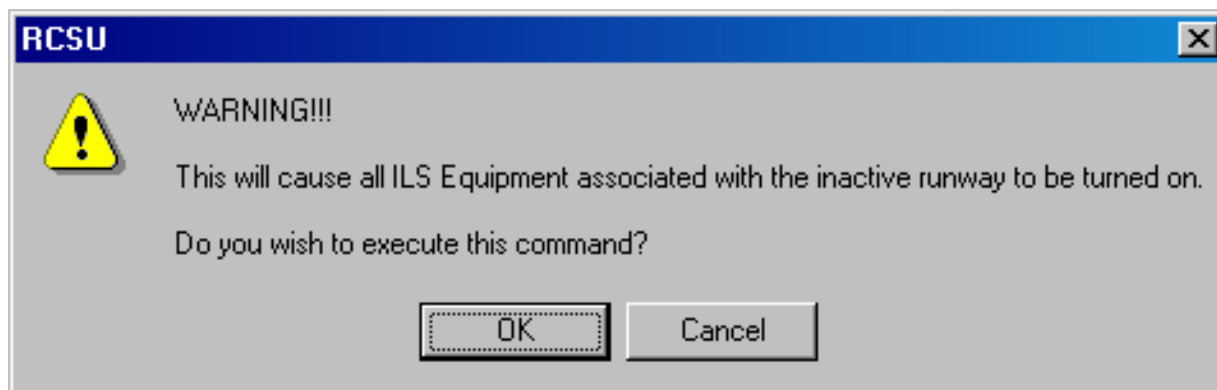 RCSU
WARNING!!!
This will cause all ILS Equipment associated with the inactive runway to be turned on.
Do you wish to execute this command?
OK
Cancel